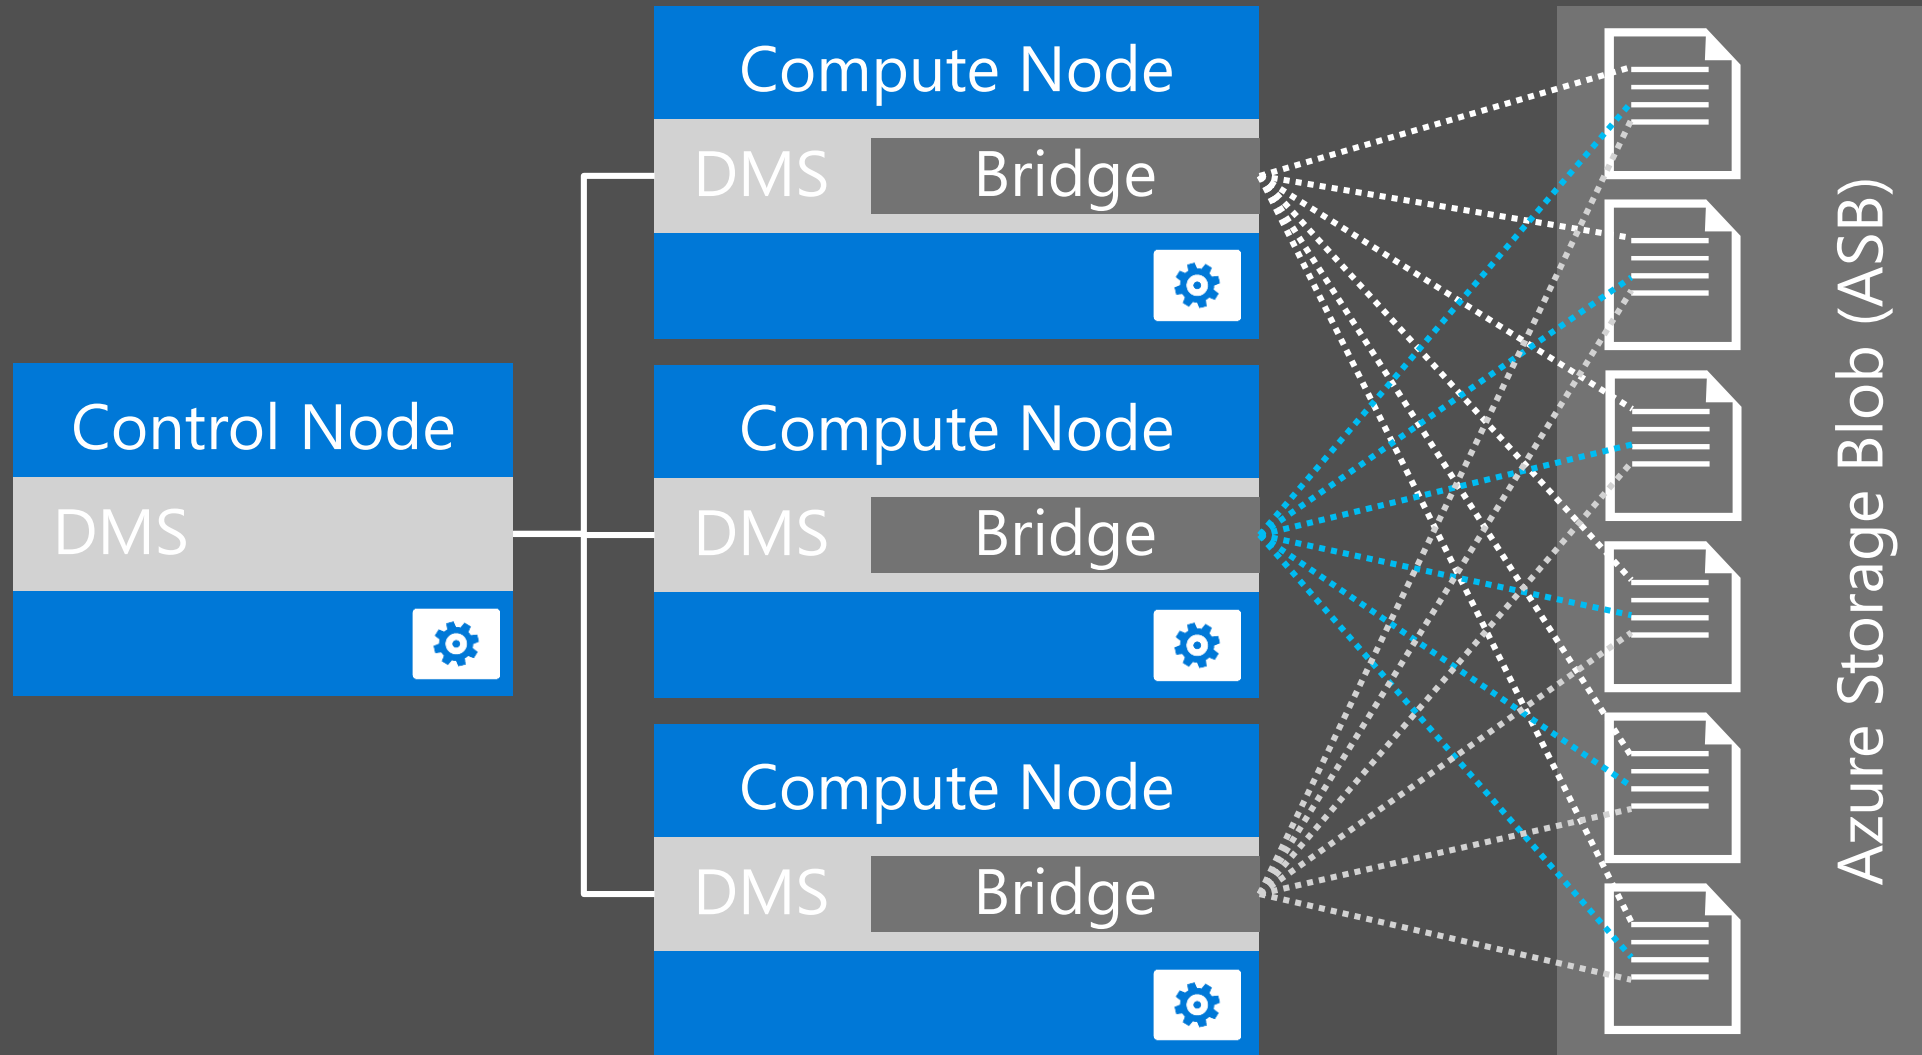 Control Node
DMS
Compute Node
DMS
Bridge
Compute Node
DMS
Bridge
Compute Node
DMS
Bridge
Azure Storage Blob (ASB)